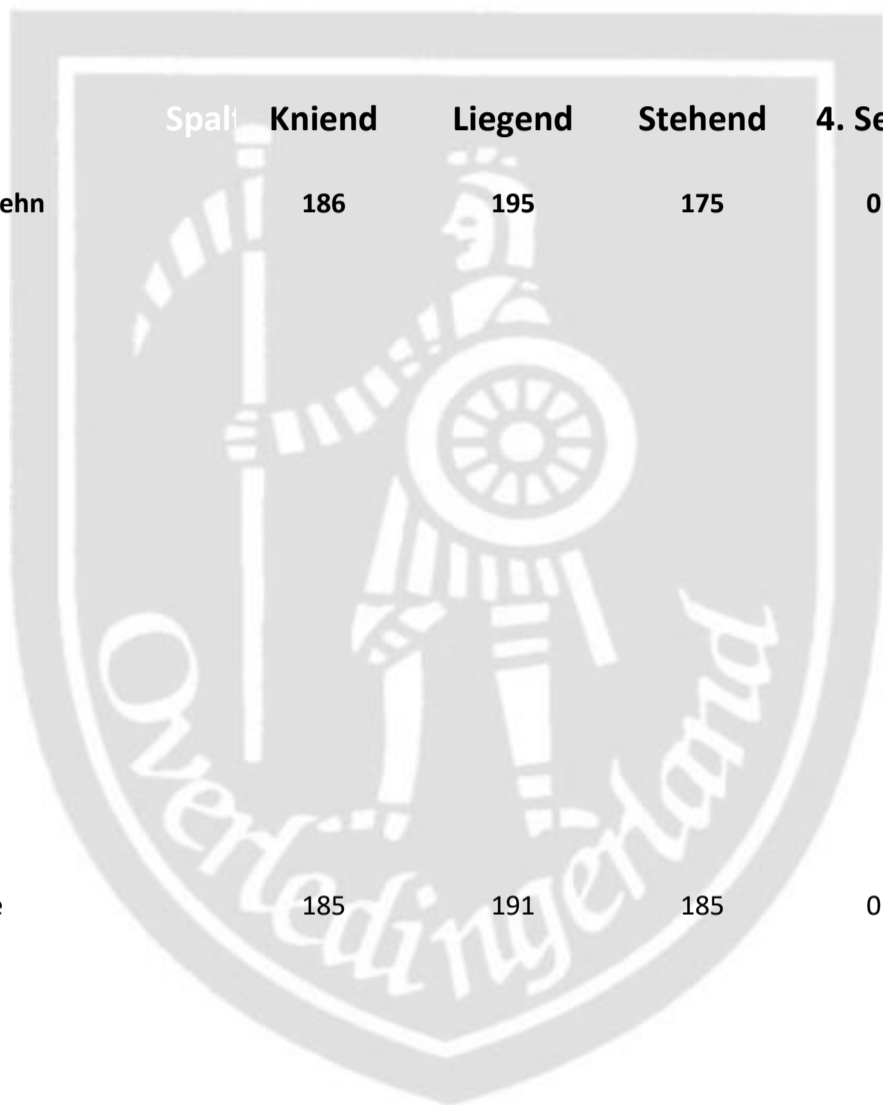 Spalt Kniend Liegend Stehend 4. Se
ehn 186 195 175 0
Overledingerland
e 185 191 185 0